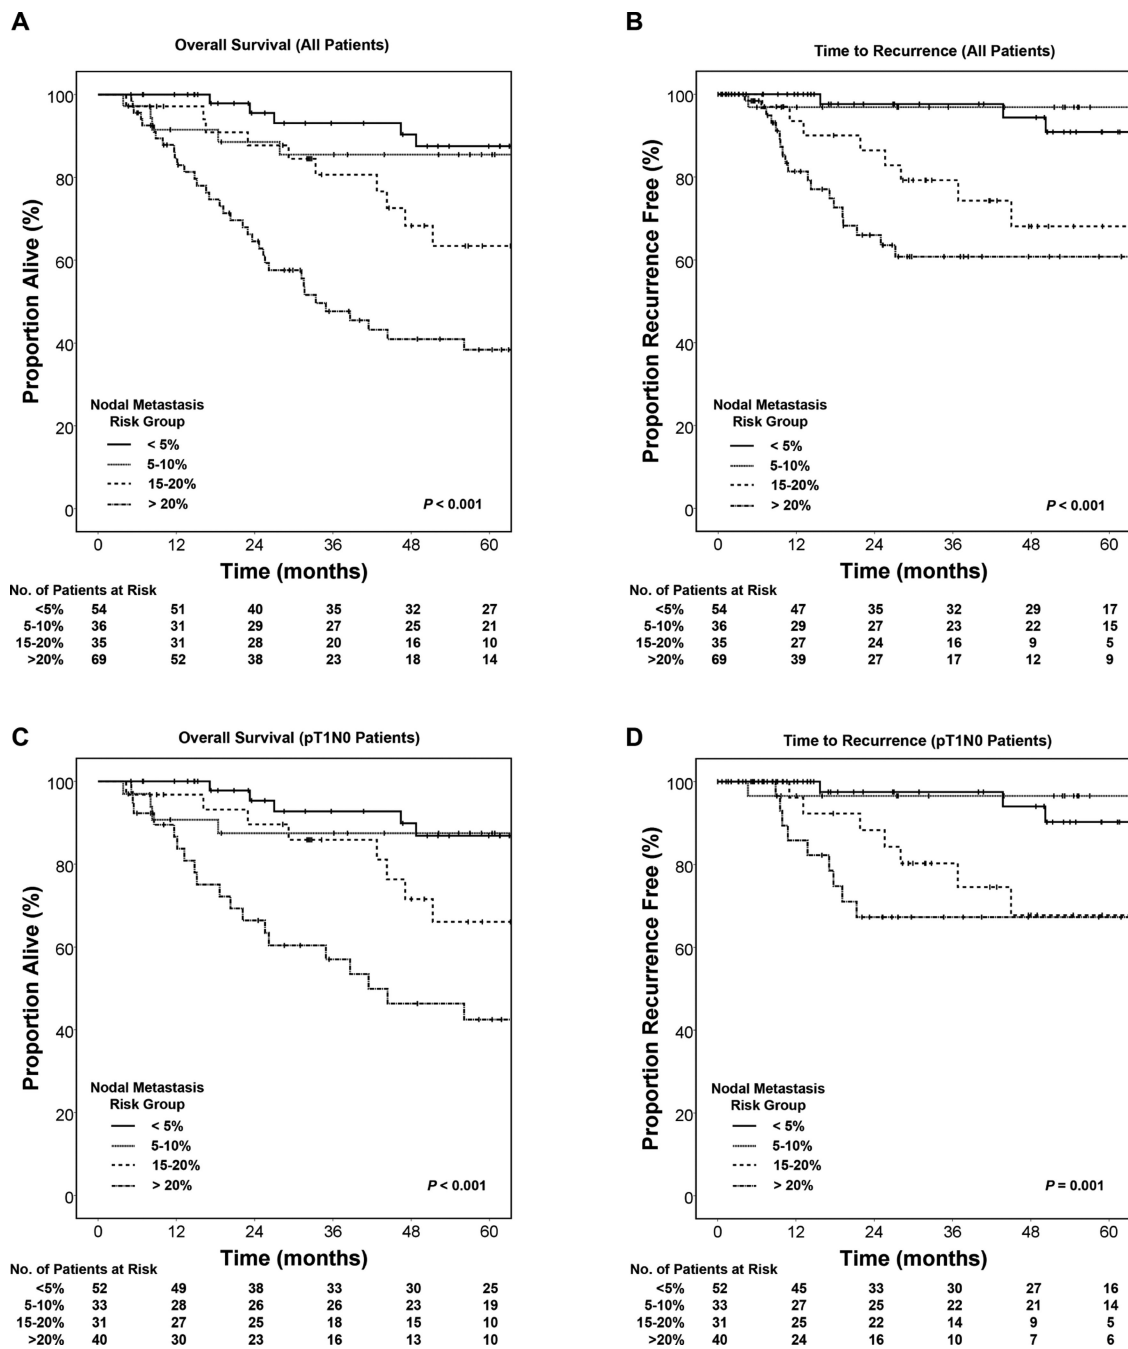 A
Overall Survival (All Patients)
Proportion Alive (%)
100
80
60
40
20
0
Nodal Metastasis
Risk Group
< 5%
5-10%
15-20%
> 20%
P < 0.001
0 12 24 36 48 60
Time (months)
No. of Patients at Risk
<5% 54 51 40 35 32 27
5-10% 36 31 29 27 25 21
15-20% 35 31 28 20 16 10
>20% 69 52 38 23 18 14
B
Time to Recurrence (All Patients)
Proportion Recurrence Free (%)
100
80
60
40
20
0
Nodal Metastasis
Risk Group
< 5%
5-10%
15-20%
> 20%
P < 0.001
0 12 24 36 48 60
Time (months)
No. of Patients at Risk
<5% 54 47 35 32 29 17
5-10% 36 29 27 23 22 15
15-20% 35 27 24 16 9 5
>20% 69 39 27 17 12 9
C
Overall Survival (pT1N0 Patients)
Proportion Alive (%)
100
80
60
40
20
0
Nodal Metastasis
Risk Group
< 5%
5-10%
15-20%
> 20%
P < 0.001
0 12 24 36 48 60
Time (months)
No. of Patients at Risk
<5% 52 49 38 33 30 25
5-10% 33 28 26 26 23 19
15-20% 31 27 25 18 15 10
>20% 40 30 23 16 13 10
D
Time to Recurrence (pT1N0 Patients)
Proportion Recurrence Free (%)
100
80
60
40
20
0
Nodal Metastasis
Risk Group
< 5%
5-10%
15-20%
> 20%
P = 0.001
0 12 24 36 48 60
Time (months)
No. of Patients at Risk
<5% 52 45 33 30 27 16
5-10% 33 27 25 22 21 14
15-20% 31 25 22 14 9 5
>20% 40 24 16 10 7 6